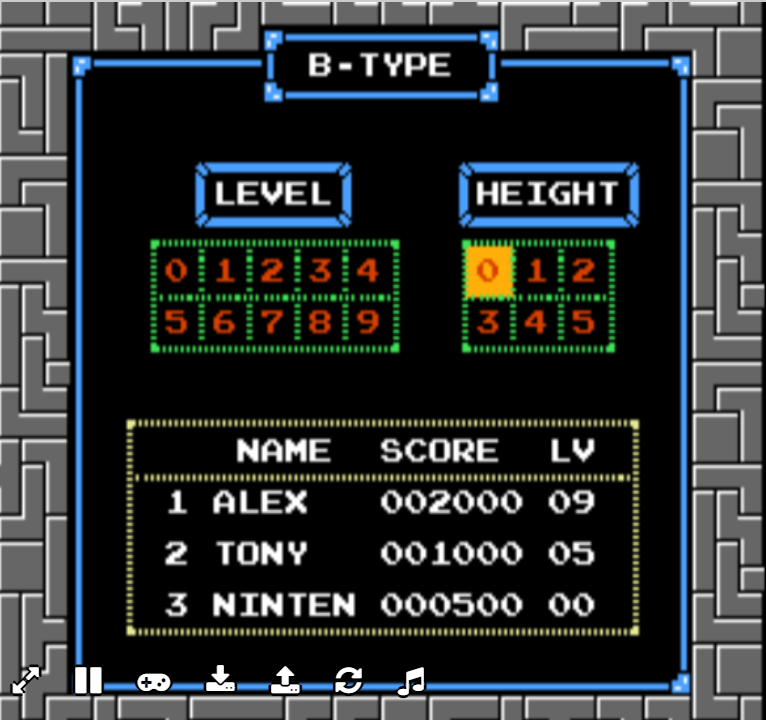 B-TYPE
LEVEL HEIGHT
0 1 2 3 4 0 1 2
5 6 7 8 9 3 4 5
NAME SCORE LV
1 ALEX 002000 09
2 TONY 001000 05
3 NINTEN 000500 00